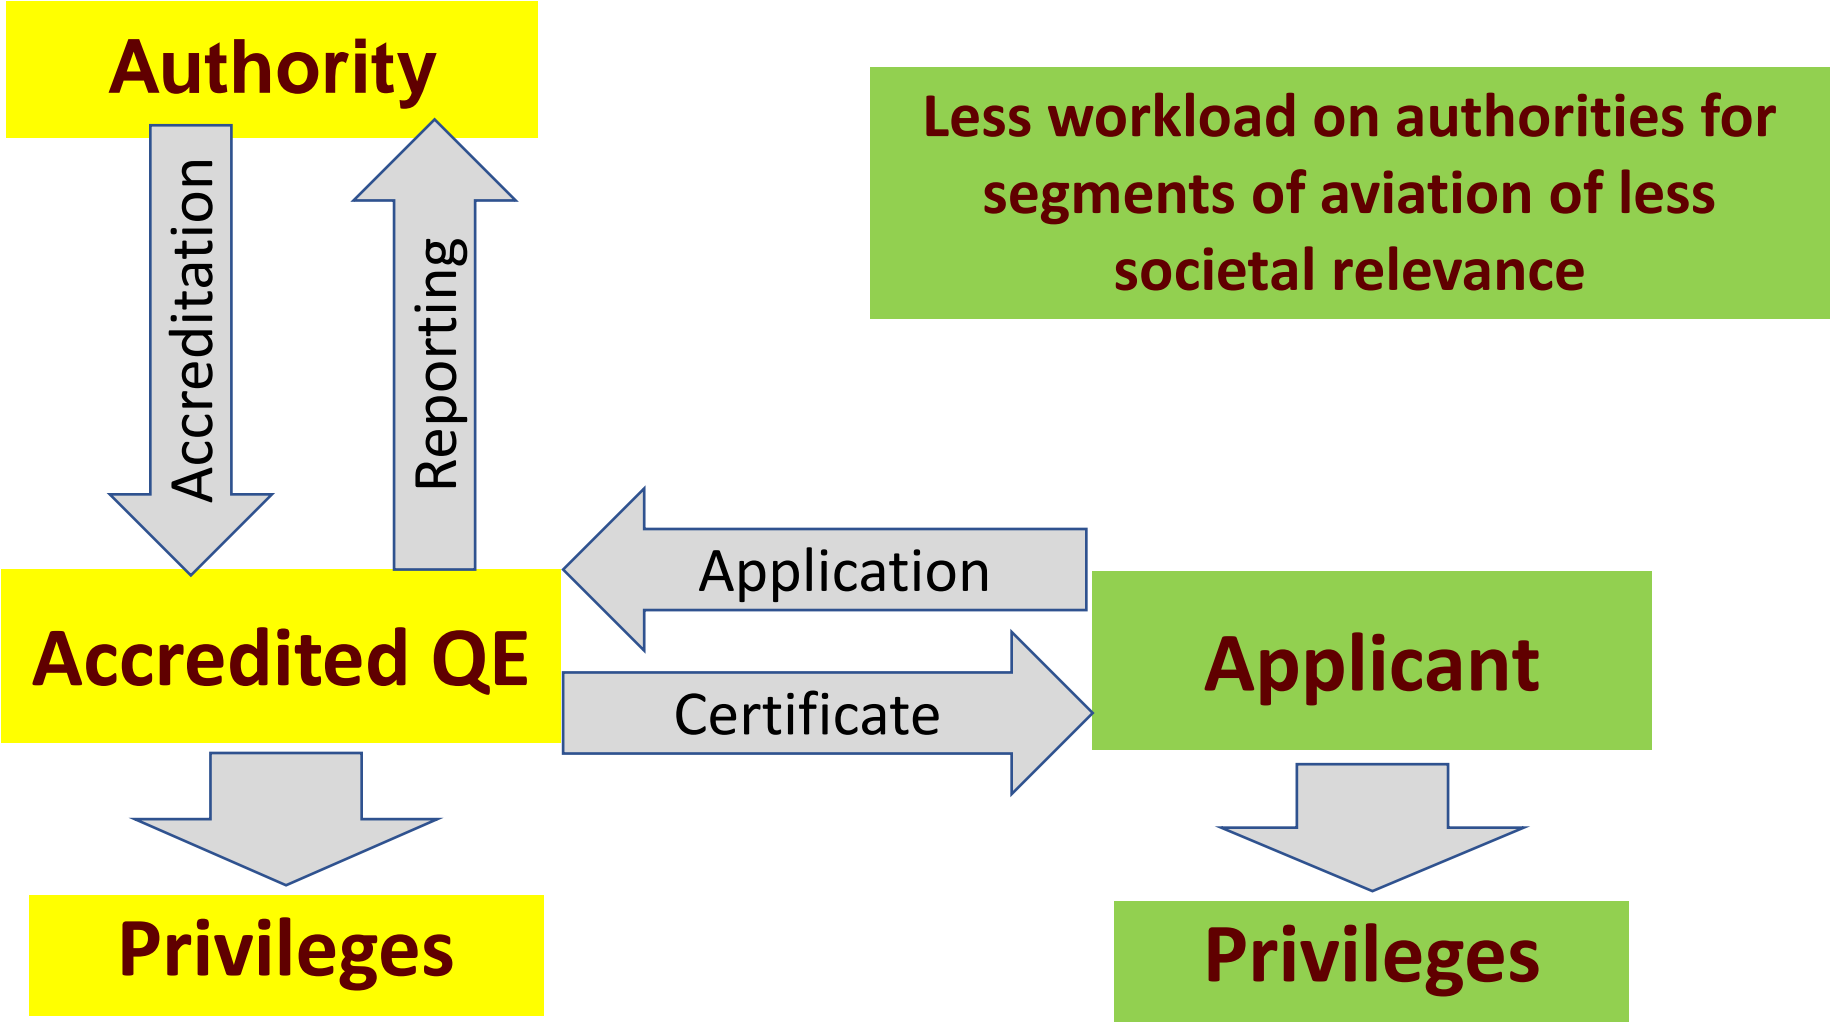 Authority
Less workload on authorities for
segments of aviation of less
societal relevance
Accreditation
Reporting
Application
Accredited QE
Applicant
Certificate
Privileges
Privileges